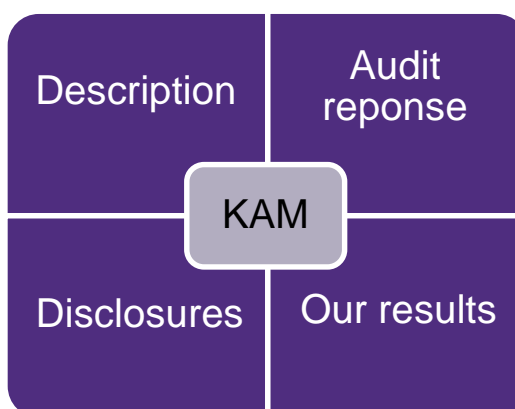 Description
Audit
reponse
KAM
Disclosures
Our results